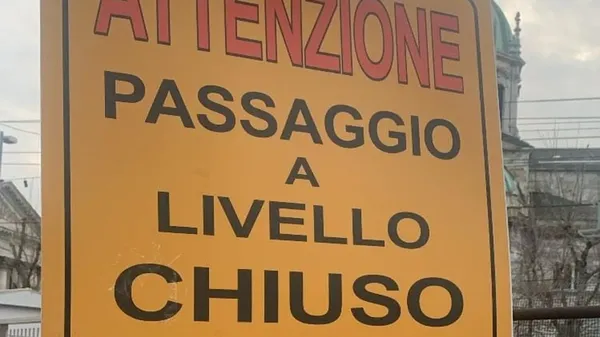 ATTENZIONE
PASSAGGIO
A
LIVELLO
CHIUSO